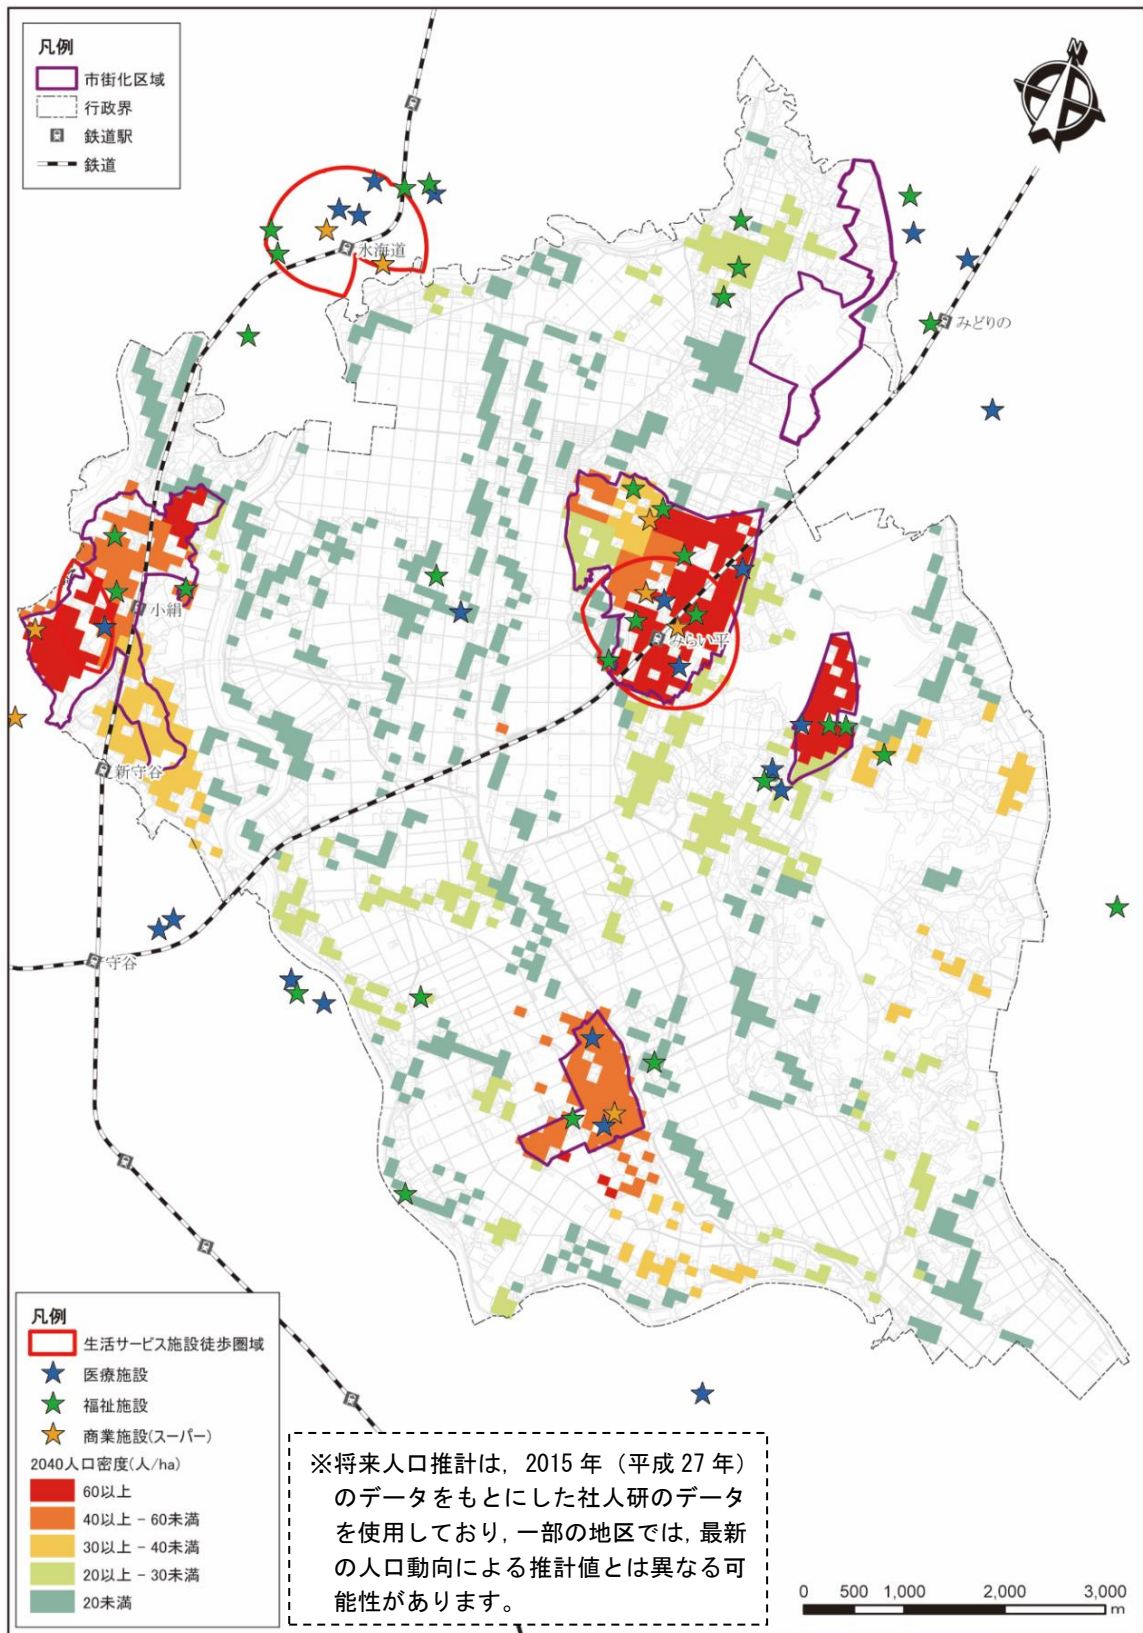 凡例
市街化区域
行政界
鉄道駅
鉄道
N
水海道
みどりの
小絹
みらい平
新守谷
守谷
凡例
生活サービス施設徒歩圏域
医療施設
福祉施設
商業施設(スーパー)
2040人口密度(人/ha)
60以上
40以上 - 60未満
30以上 - 40未満
20以上 - 30未満
20未満
※将来人口推計は, 2015年（平成27年）
のデータをもとにした社人研のデータ
を使用しており, 一部の地区では, 最新
の人口動向による推計値とは異なる可
能性があります。
0 500 1,000 2,000 3,000
m